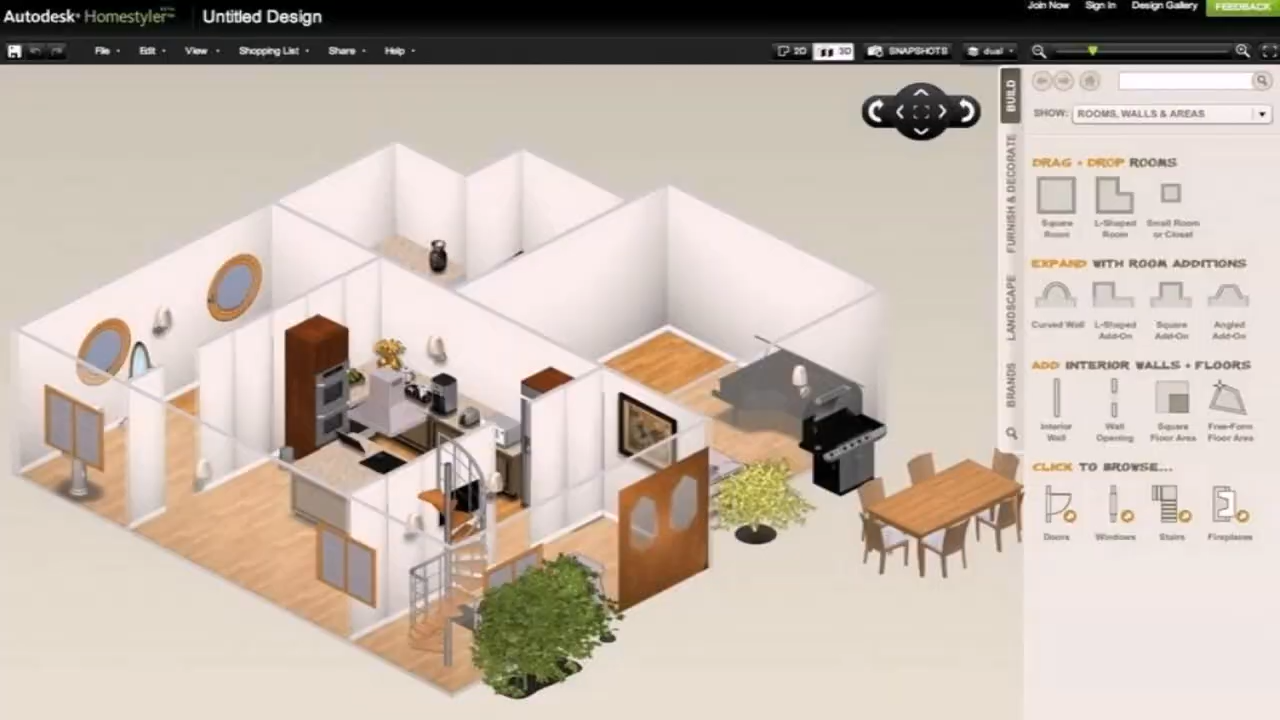 Autodesk Homestyler BETA
Untitled Design
Join Now
Sign In
Design Gallery
FEEDBACK
File
Edit
View
Shopping List
Share
Help
2D
3D
SNAPSHOTS
dual
BUILD
FURNISH & DECORATE
LANDSCAPE
BRANDS
SHOW:
ROOMS, WALLS & AREAS
DRAG + DROP ROOMS
Square
Room
L-Shaped
Room
Small Room
or Closet
EXPAND WITH ROOM ADDITIONS
Curved Wall
L-Shaped
Add-On
Square
Add-On
Angled
Add-On
ADD INTERIOR WALLS + FLOORS
Interior
Wall
Wall
Opening
Square
Floor Area
Free-Form
Floor Area
CLICK TO BROWSE...
Doors
Windows
Stairs
Fireplaces